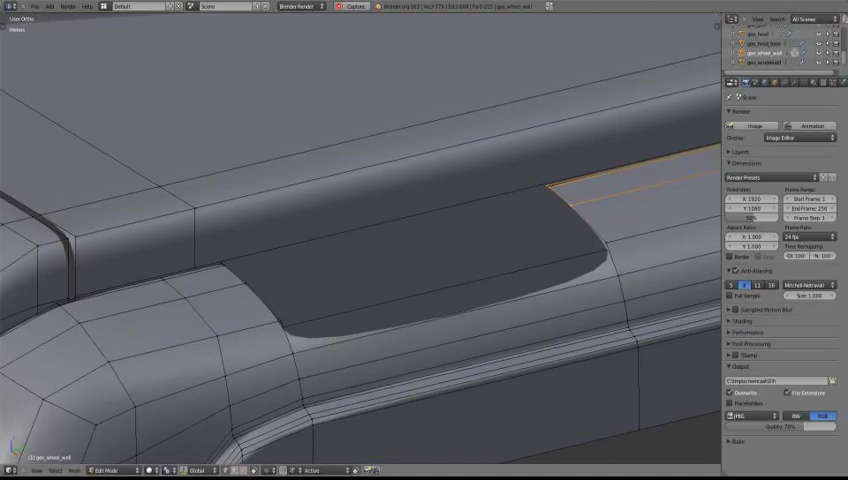 File Add Render Window Help Default Scene Blender Render Capture
User Ortho
Meters
View Search All Scenes
geo_hood
geo_hood_base
geo_wheel_well
geo_windshield
Scene
Render
Image Animation
Display: Image Editor
Layers
Dimensions
Render Presets
Resolution: Frame Range:
X: 1920 Start Frame: 1
Y: 1080 End Frame: 250
50% Frame Step: 1
Aspect Ratio: Frame Rate:
X: 1.000 24 fps
Y: 1.000 Time Remapping:
Border Crop
Anti-Aliasing
5 8 11 16 Mitchell-Netravali
Full Sample Size: 1.000
Sampled Motion Blur
Shading
Performance
Post Processing
Stamp
Output
Overwrite File Extensions
Placeholders
JPEG BW RGB
Quality: 70%
Bake
(1) geo_wheel_well
View Select Mesh Edit Mode Global Active